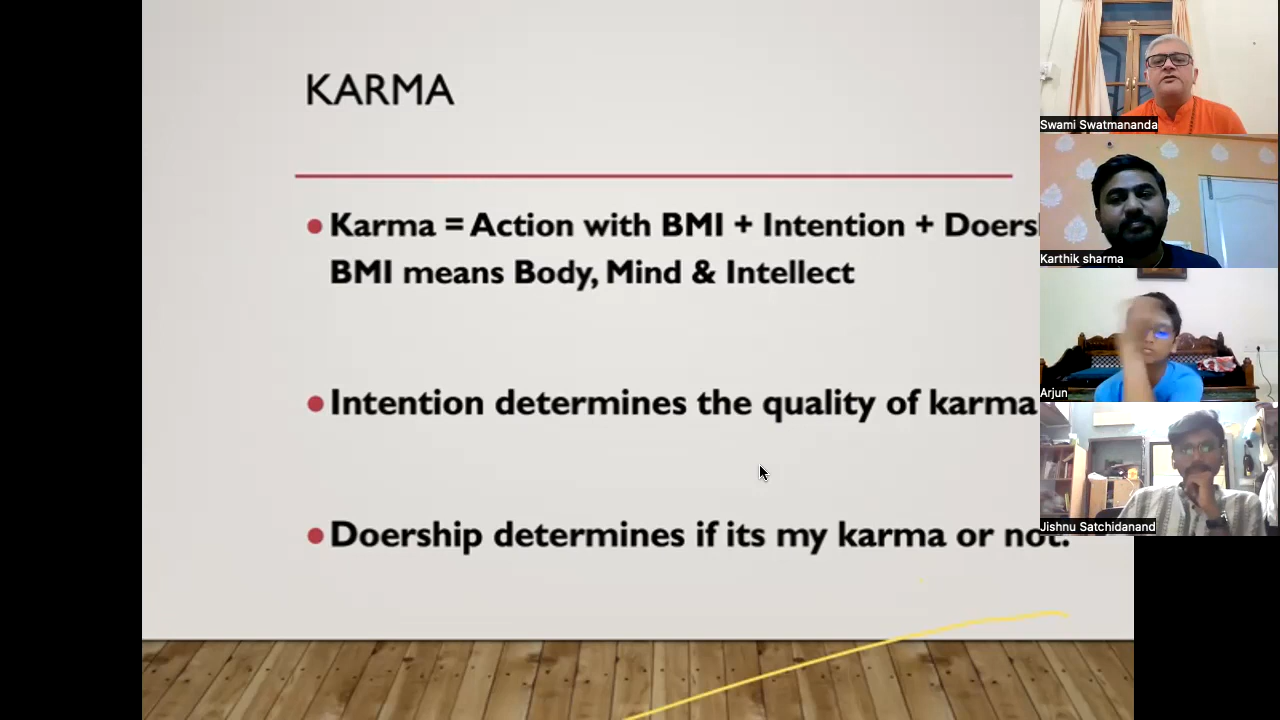 KARMA
Karma = Action with BMI + Intention + Doers
BMI means Body, Mind & Intellect
Intention determines the quality of karma
Doership determines if its my karma or not.
Swami Swatmananda
Karthik sharma
Arjun
Jishnu Satchidanand